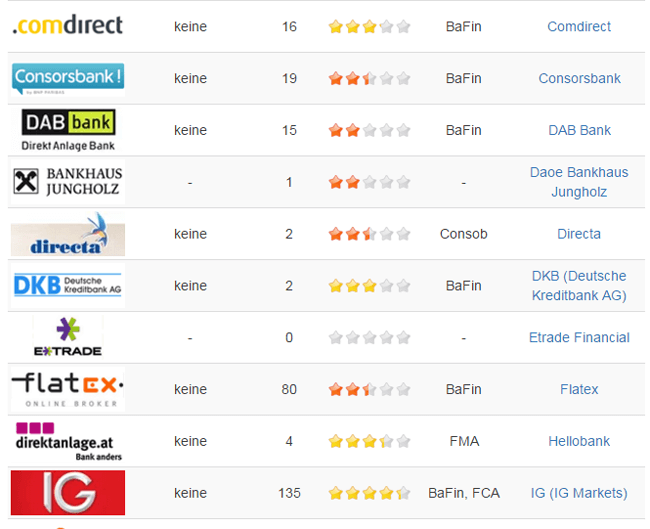 .comdirect keine 16 BaFin Comdirect
Consorsbank! keine 19 BaFin Consorsbank
by BNP PARIBAS
DAB bank keine 15 BaFin DAB Bank
Direkt Anlage Bank
BANKHAUS JUNGHOLZ - 1 - Daoe Bankhaus
Jungholz
directa keine 2 Consob Directa
DKB Deutsche Kreditbank AG keine 2 BaFin DKB (Deutsche
Kreditbank AG)
E*TRADE - 0 - Etrade Financial
flatex keine 80 BaFin Flatex
ONLINE BROKER
direktanlage.at keine 4 FMA Hellobank
Bank anders
IG keine 135 BaFin, FCA IG (IG Markets)